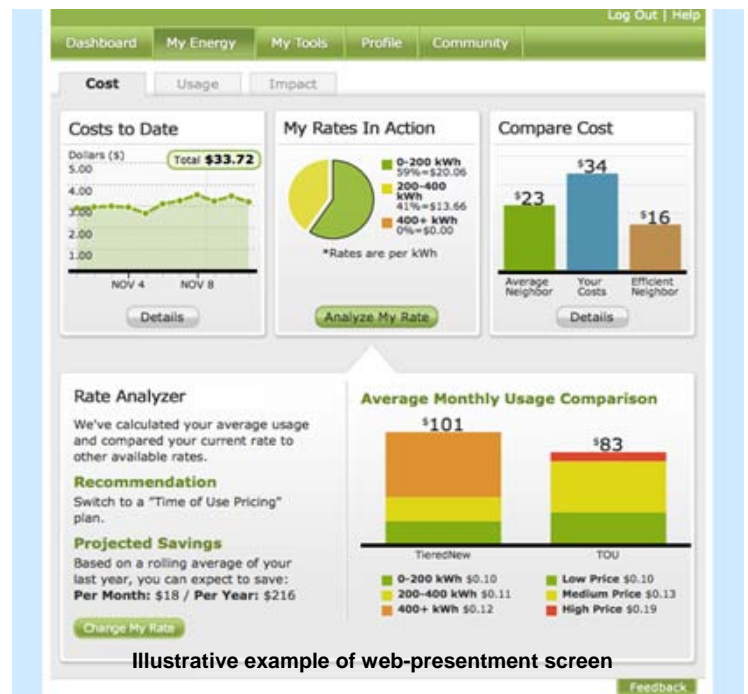 Log Out | Help
Dashboard My Energy My Tools Profile Community
Cost Usage Impact
Costs to Date
Dollars ($)
Total $33.72
5.00
4.00
3.00
2.00
1.00
NOV 4 NOV 8
Details
My Rates In Action
0-200 kWh
59%=$20.06
200-400
kWh
41%=$13.66
400+ kWh
0%=$0.00
*Rates are per kWh
Analyze My Rate
Compare Cost
$23
$34
$16
Average
Neighbor
Your
Costs
Efficient
Neighbor
Details
Rate Analyzer
We've calculated your average usage
and compared your current rate to
other available rates.
Recommendation
Switch to a "Time of Use Pricing"
plan.
Projected Savings
Based on a rolling average of your
last year, you can expect to save:
Per Month: $18 / Per Year: $216
Change My Rate
Average Monthly Usage Comparison
$101
$83
TieredNew TOU
0-200 kWh $0.10
200-400 kWh $0.11
400+ kWh $0.12
Low Price $0.10
Medium Price $0.13
High Price $0.19
Illustrative example of web-presentment screen
Feedback